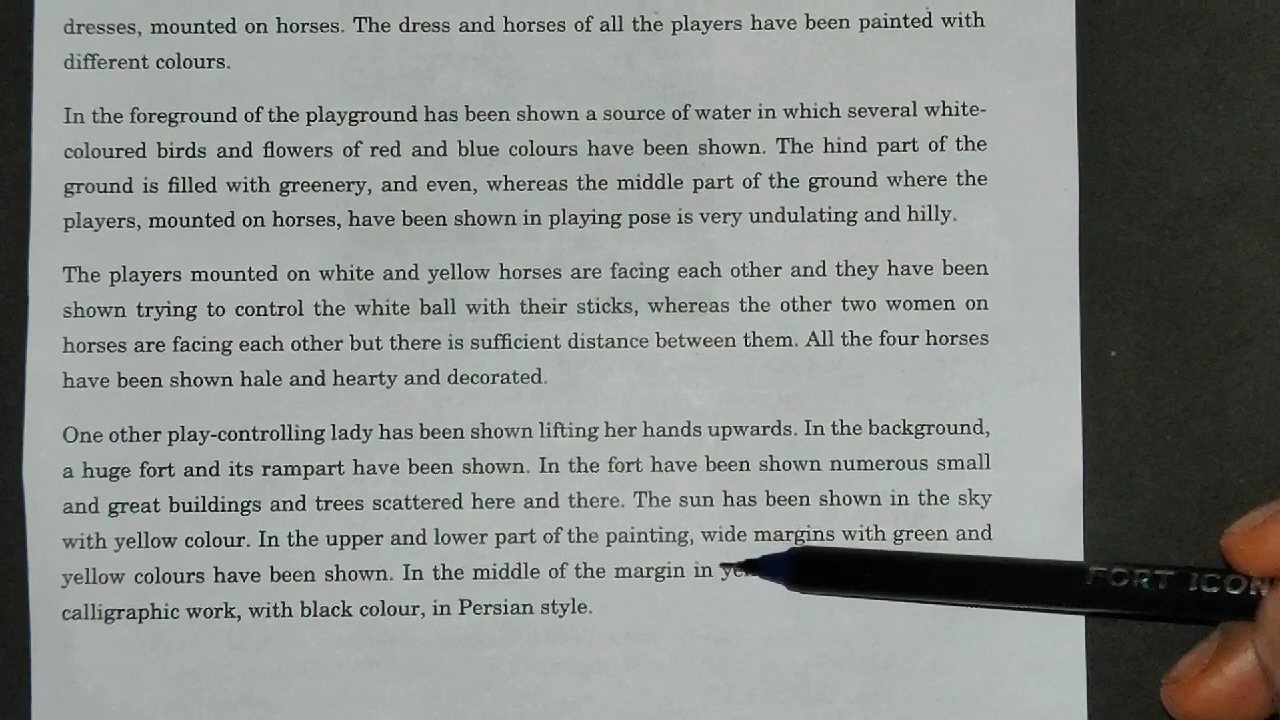 dresses, mounted on horses. The dress and horses of all the players have been painted with
different colours.
In the foreground of the playground has been shown a source of water in which several white-
coloured birds and flowers of red and blue colours have been shown. The hind part of the
ground is filled with greenery, and even, whereas the middle part of the ground where the
players, mounted on horses, have been shown in playing pose is very undulating and hilly.
The players mounted on white and yellow horses are facing each other and they have been
shown trying to control the white ball with their sticks, whereas the other two women on
horses are facing each other but there is sufficient distance between them. All the four horses
have been shown hale and hearty and decorated.
One other play-controlling lady has been shown lifting her hands upwards. In the background,
a huge fort and its rampart have been shown. In the fort have been shown numerous small
and great buildings and trees scattered here and there. The sun has been shown in the sky
with yellow colour. In the upper and lower part of the painting, wide margins with green and
yellow colours have been shown. In the middle of the margin in
calligraphic work, with black colour, in Persian style.
FORT ICON